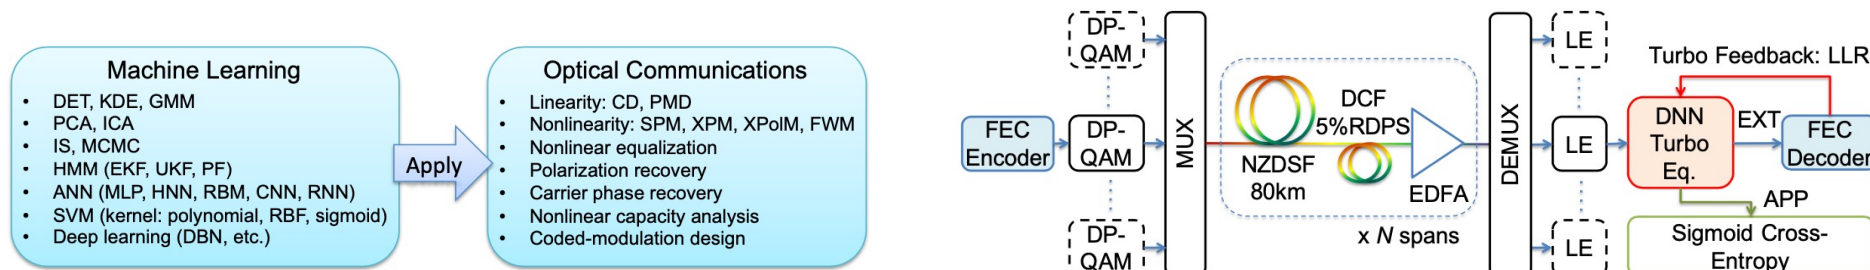 Machine Learning
• DET, KDE, GMM
• PCA, ICA
• IS, MCMC
• HMM (EKF, UKF, PF)
• ANN (MLP, HNN, RBM, CNN, RNN)
• SVM (kernel: polynomial, RBF, sigmoid)
• Deep learning (DBN, etc.)
Apply
Optical Communications
• Linearity: CD, PMD
• Nonlinearity: SPM, XPM, XPolM, FWM
• Nonlinear equalization
• Polarization recovery
• Carrier phase recovery
• Nonlinear capacity analysis
• Coded-modulation design
FEC
Encoder
DP-
QAM
DP-
QAM
DP-
QAM
MUX
NZDSF
80km
DCF
5%RDPS
EDFA
x N spans
DEMUX
LE
LE
LE
Turbo Feedback: LLR
DNN
Turbo
Eq.
EXT
FEC
Decoder
APP
Sigmoid Cross-
Entropy